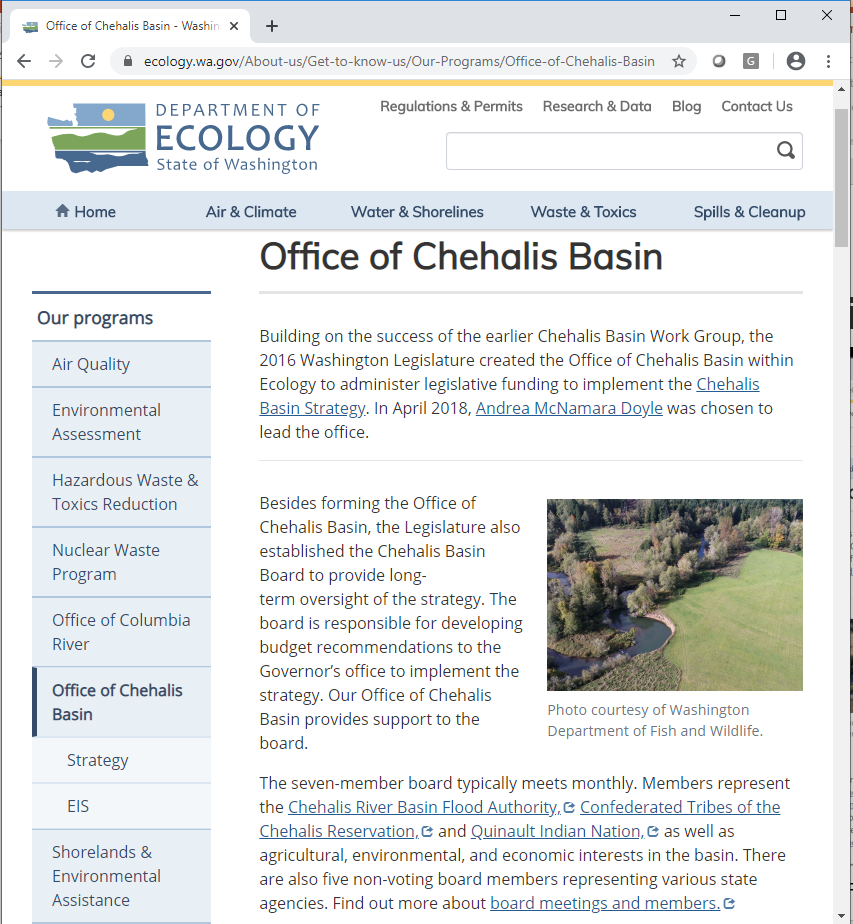 Office of Chehalis Basin - Washin
ecology.wa.gov/About-us/Get-to-know-us/Our-Programs/Office-of-Chehalis-Basin
G
DEPARTMENT OF
ECOLOGY
State of Washington
Regulations & Permits
Research & Data
Blog
Contact Us
Home
Air & Climate
Water & Shorelines
Waste & Toxics
Spills & Cleanup
Our programs
Air Quality
Environmental
Assessment
Hazardous Waste &
Toxics Reduction
Nuclear Waste
Program
Office of Columbia
River
Office of Chehalis
Basin
Strategy
EIS
Shorelands &
Environmental
Assistance
Office of Chehalis Basin
Building on the success of the earlier Chehalis Basin Work Group, the
2016 Washington Legislature created the Office of Chehalis Basin within
Ecology to administer legislative funding to implement the Chehalis
Basin Strategy. In April 2018, Andrea McNamara Doyle was chosen to
lead the office.
Besides forming the Office of
Chehalis Basin, the Legislature also
established the Chehalis Basin
Board to provide long-
term oversight of the strategy. The
board is responsible for developing
budget recommendations to the
Governor's office to implement the
strategy. Our Office of Chehalis
Basin provides support to the
board.
Photo courtesy of Washington
Department of Fish and Wildlife.
The seven-member board typically meets monthly. Members represent
the Chehalis River Basin Flood Authority, Confederated Tribes of the
Chehalis Reservation, and Quinault Indian Nation, as well as
agricultural, environmental, and economic interests in the basin. There
are also five non-voting board members representing various state
agencies. Find out more about board meetings and members.